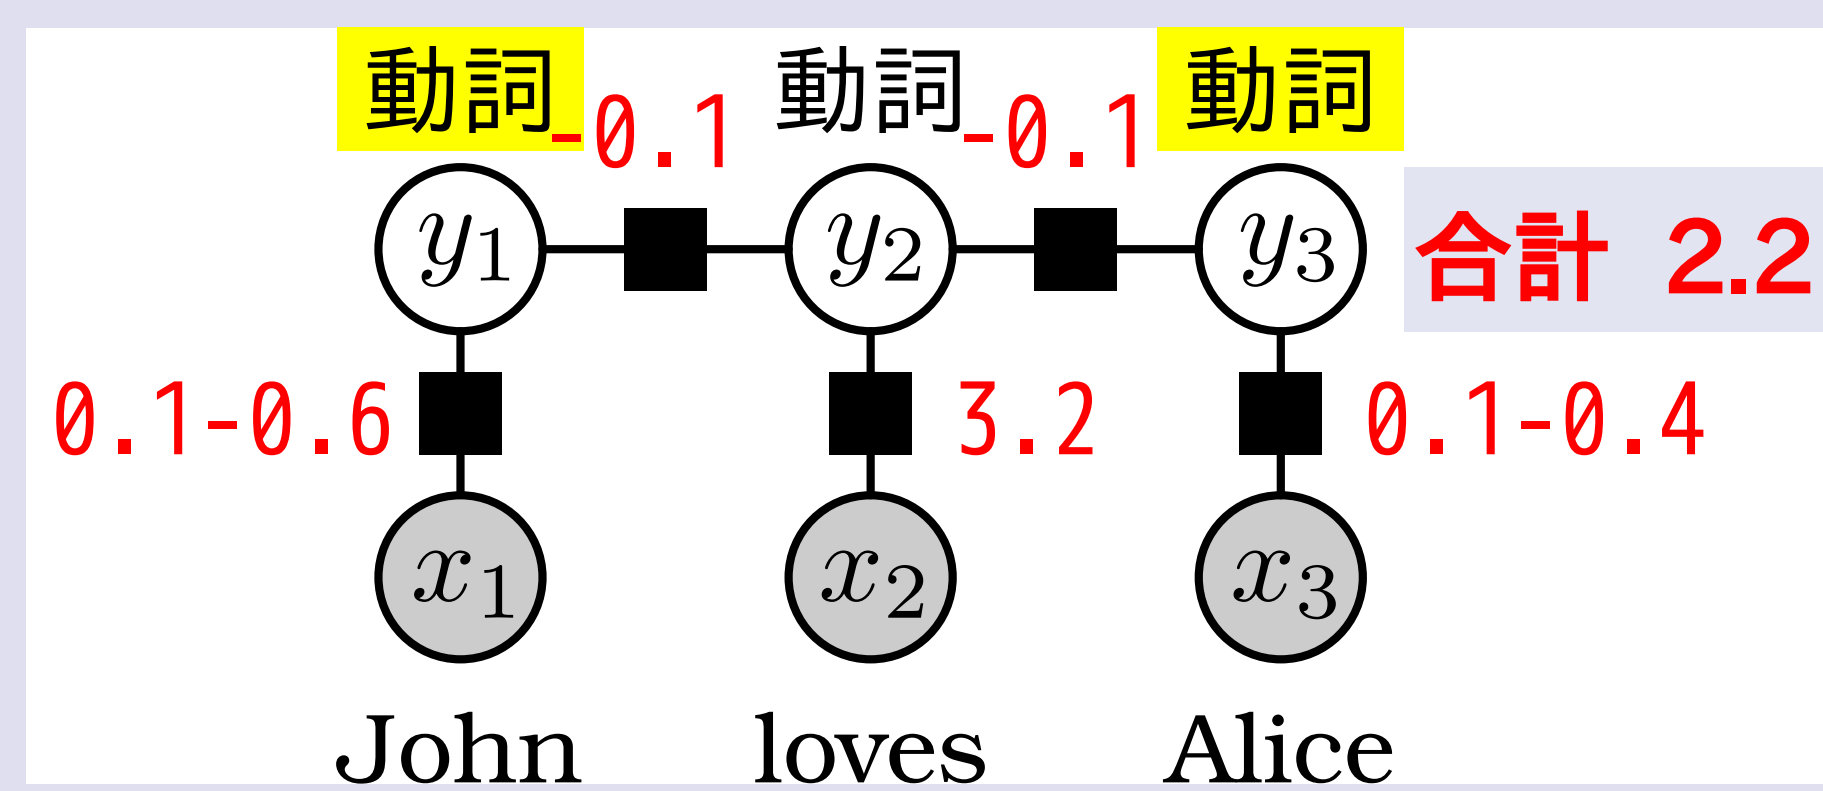 動詞 -0.1 動詞 -0.1 動詞
y1 y2 y3 合計 2.2
0.1-0.6 3.2 0.1-0.4
x1 x2 x3
John loves Alice